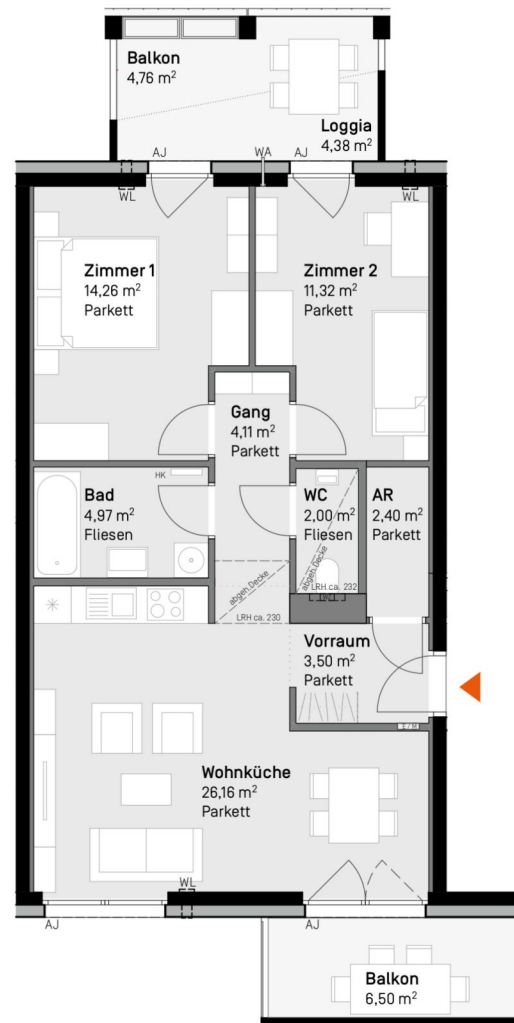 Balkon
4,76 m²
Loggia
4,38 m²
AJ
WA
AJ
WL
WL
Zimmer 1
14,26 m²
Parkett
Zimmer 2
11,32 m²
Parkett
Gang
4,11 m²
Parkett
HK
Bad
4,97 m²
Fliesen
WC
2,00 m²
Fliesen
AR
2,40 m²
Parkett
abgeh.Decke
abgeh.Decke
LRH ca. 232
LRH ca. 230
Vorraum
3,50 m²
Parkett
Wohnküche
26,16 m²
Parkett
WL
AJ
AJ
Balkon
6,50 m²